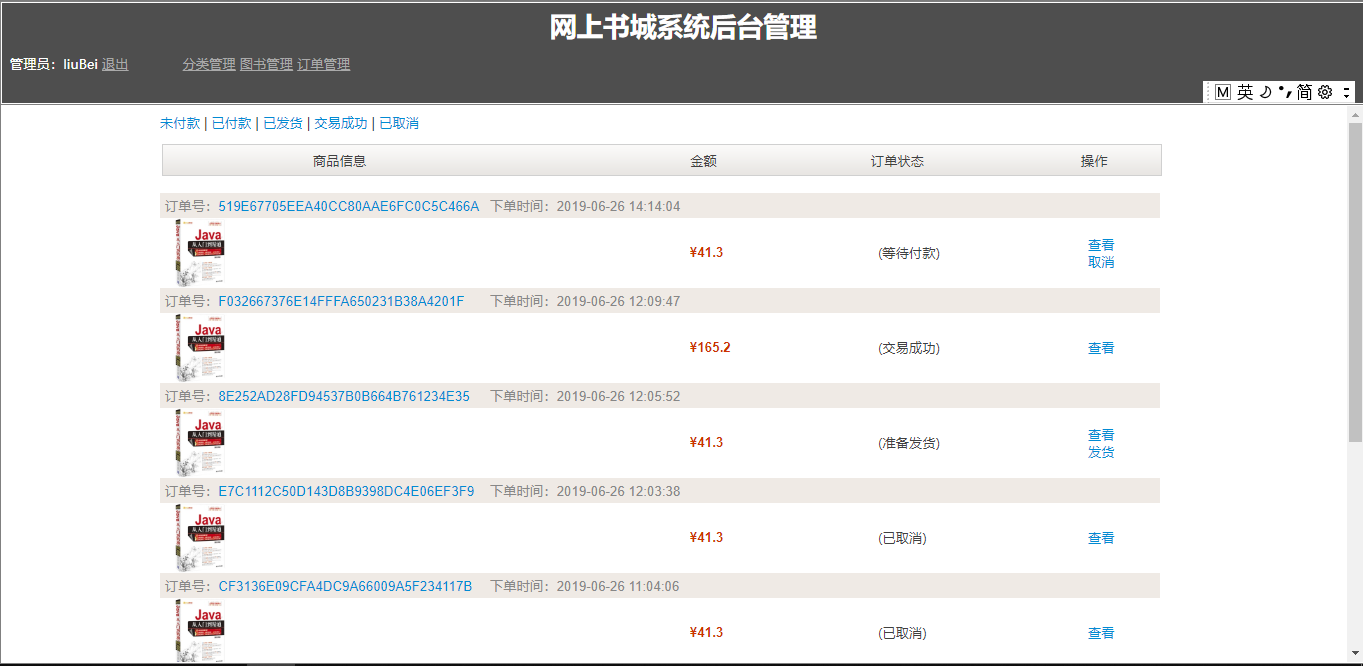 网上书城系统后台管理
管理员：liuBei 退出 分类管理 图书管理 订单管理
M 英 简
未付款 | 已付款 | 已发货 | 交易成功 | 已取消
商品信息 金额 订单状态 操作
订单号：519E67705EEA40CC80AAE6FC0C5C466A 下单时间：2019-06-26 14:14:04
Java
从入门到精通
¥41.3 (等待付款) 查看
取消
订单号：F032667376E14FFFA650231B38A4201F 下单时间：2019-06-26 12:09:47
Java
从入门到精通
¥165.2 (交易成功) 查看
订单号：8E252AD28FD94537B0B664B761234E35 下单时间：2019-06-26 12:05:52
Java
从入门到精通
¥41.3 (准备发货) 查看
发货
订单号：E7C1112C50D143D8B9398DC4E06EF3F9 下单时间：2019-06-26 12:03:38
Java
从入门到精通
¥41.3 (已取消) 查看
订单号：CF3136E09CFA4DC9A66009A5F234117B 下单时间：2019-06-26 11:04:06
Java
从入门到精通
¥41.3 (已取消) 查看